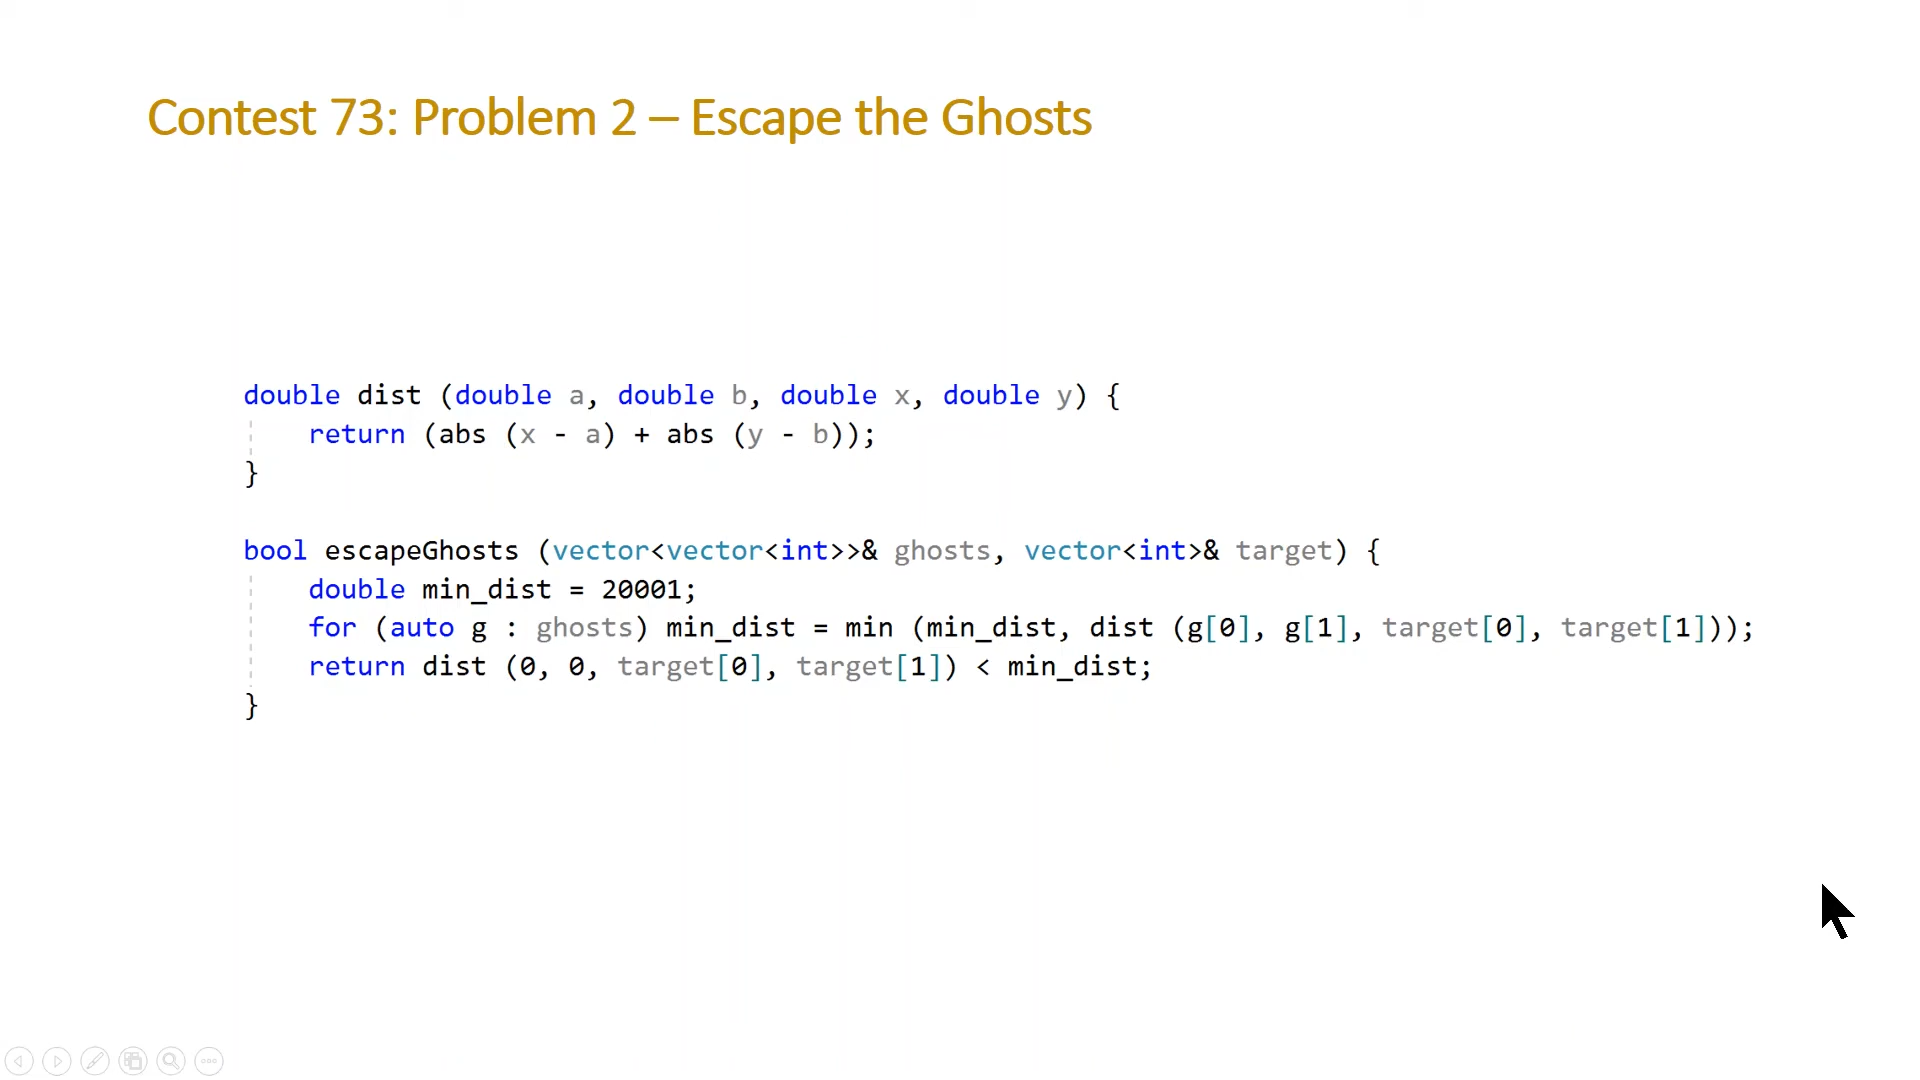 Contest 73: Problem 2 – Escape the Ghosts
double dist (double a, double b, double x, double y) {
    return (abs (x - a) + abs (y - b));
}
bool escapeGhosts (vector<vector<int>>& ghosts, vector<int>& target) {
    double min_dist = 20001;
    for (auto g : ghosts) min_dist = min (min_dist, dist (g[0], g[1], target[0], target[1]));
    return dist (0, 0, target[0], target[1]) < min_dist;
}